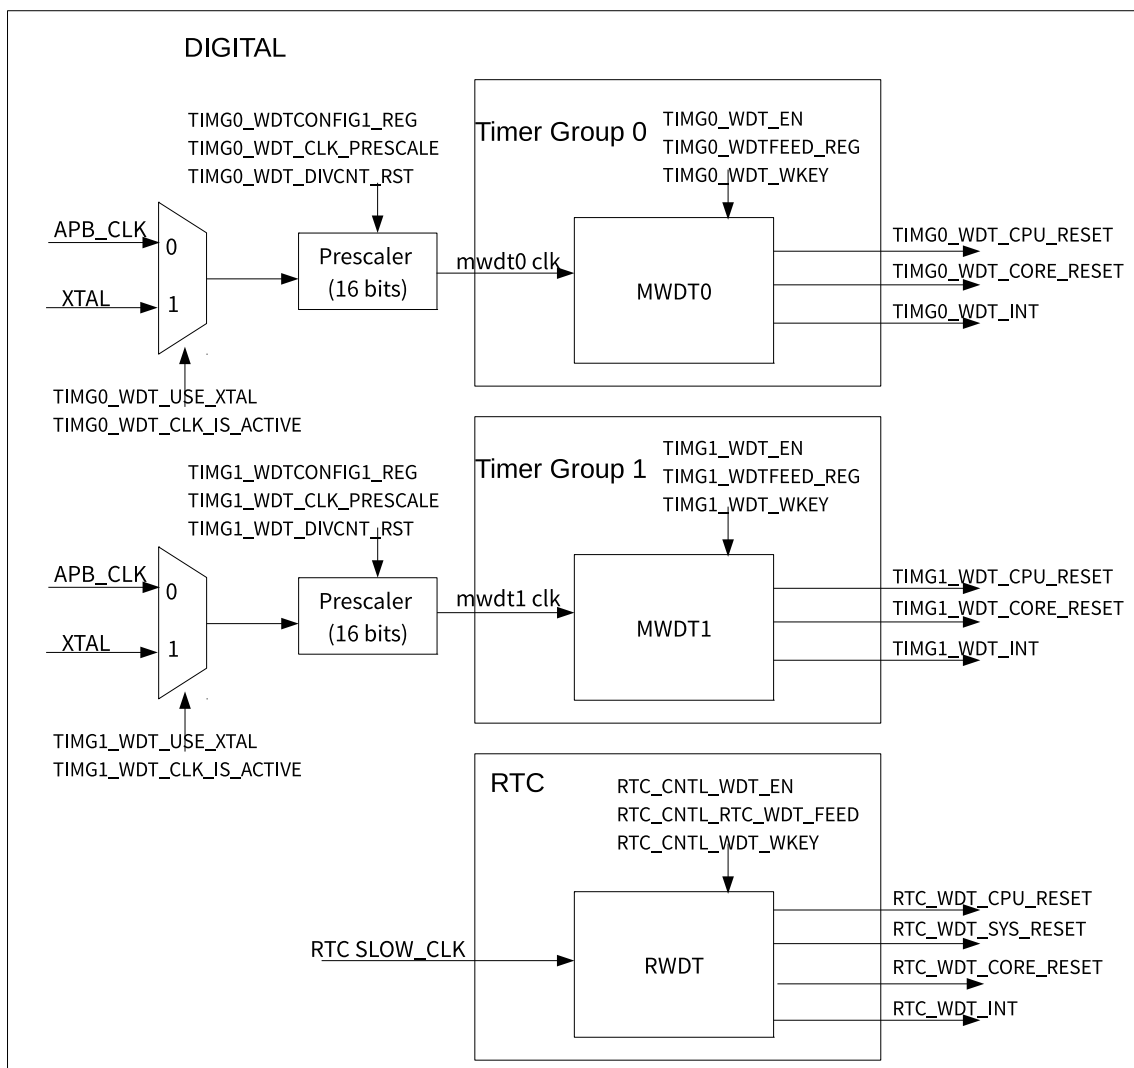 DIGITAL
TIMG0_WDTCONFIG1_REG
TIMG0_WDT_CLK_PRESCALE
TIMG0_WDT_DIVCNT_RST
Timer Group 0
TIMG0_WDT_EN
TIMG0_WDTFEED_REG
TIMG0_WDT_WKEY
APB_CLK
0
XTAL
1
Prescaler
(16 bits)
mwdt0 clk
MWDT0
TIMG0_WDT_CPU_RESET
TIMG0_WDT_CORE_RESET
TIMG0_WDT_INT
TIMG0_WDT_USE_XTAL
TIMG0_WDT_CLK_IS_ACTIVE
TIMG1_WDTCONFIG1_REG
TIMG1_WDT_CLK_PRESCALE
TIMG1_WDT_DIVCNT_RST
Timer Group 1
TIMG1_WDT_EN
TIMG1_WDTFEED_REG
TIMG1_WDT_WKEY
APB_CLK
0
XTAL
1
Prescaler
(16 bits)
mwdt1 clk
MWDT1
TIMG1_WDT_CPU_RESET
TIMG1_WDT_CORE_RESET
TIMG1_WDT_INT
TIMG1_WDT_USE_XTAL
TIMG1_WDT_CLK_IS_ACTIVE
RTC
RTC_CNTL_WDT_EN
RTC_CNTL_RTC_WDT_FEED
RTC_CNTL_WDT_WKEY
RTC SLOW_CLK
RWDT
RTC_WDT_CPU_RESET
RTC_WDT_SYS_RESET
RTC_WDT_CORE_RESET
RTC_WDT_INT